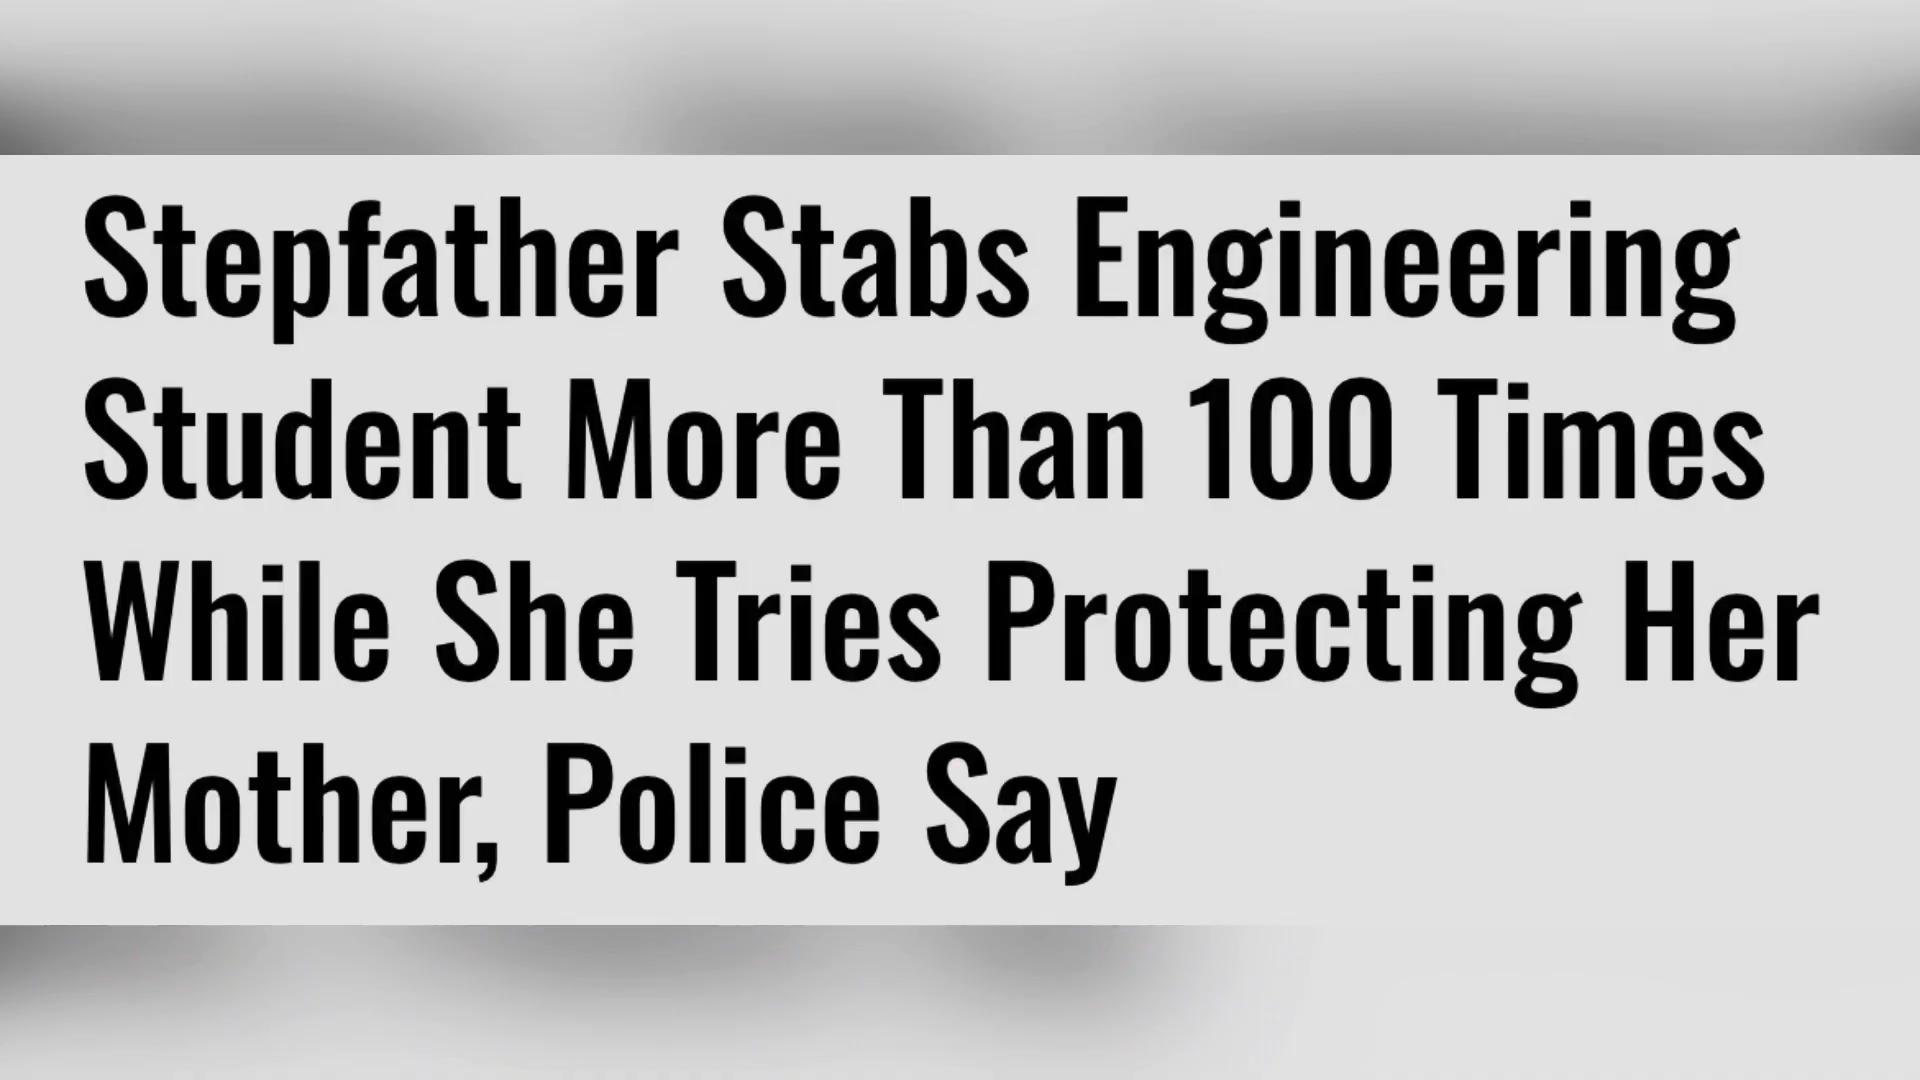 Stepfather Stabs Engineering
Student More Than 100 Times
While She Tries Protecting Her
Mother, Police Say